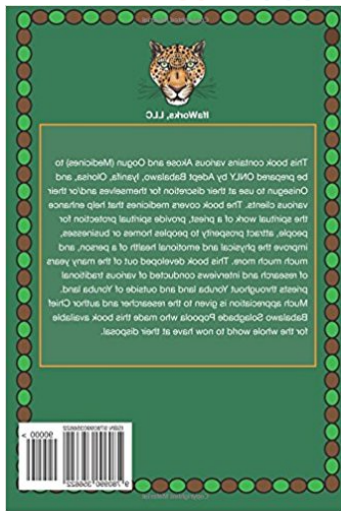 Copyrighted Material
IfaWorks, LLC
This book contains various Akose and Oogun (Medicines) to
be prepared ONLY by Adept Babalawo, Iyanifa, Olorisa, and
Onisegun to use at their discretion for themselves and/or their
various clients. The book covers medicines that help enhance
the spiritual work of a priest, provide spiritual protection for
people, attract prosperity to peoples homes or businesses,
improve the physical and emotional health of a person, and
much much more. This book developed out of the many years
of research and interviews conducted of various traditional
priests throughout Yoruba land and outside of Yoruba land.
Much appreciation is given to the researcher and author Chief
Babalawo Solagbade Popoola who made this book available
for the whole world to now have at their disposal.
90000 >
Copyrighted Material